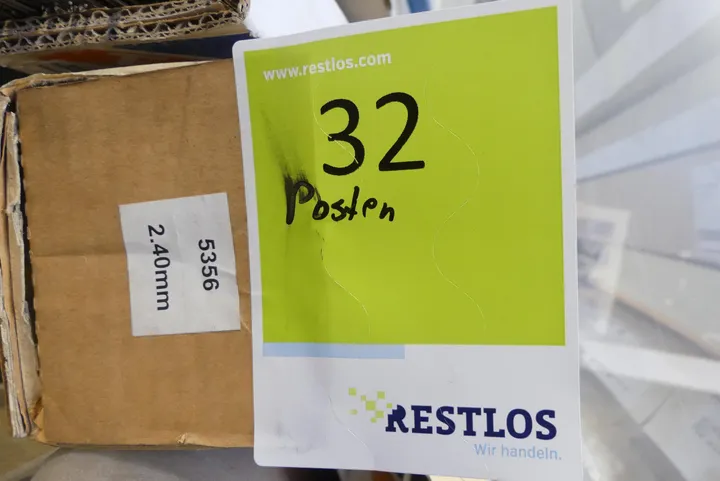 www.restlos.com
32
Posten
5356
2.40mm
RESTLOS
Wir handeln.